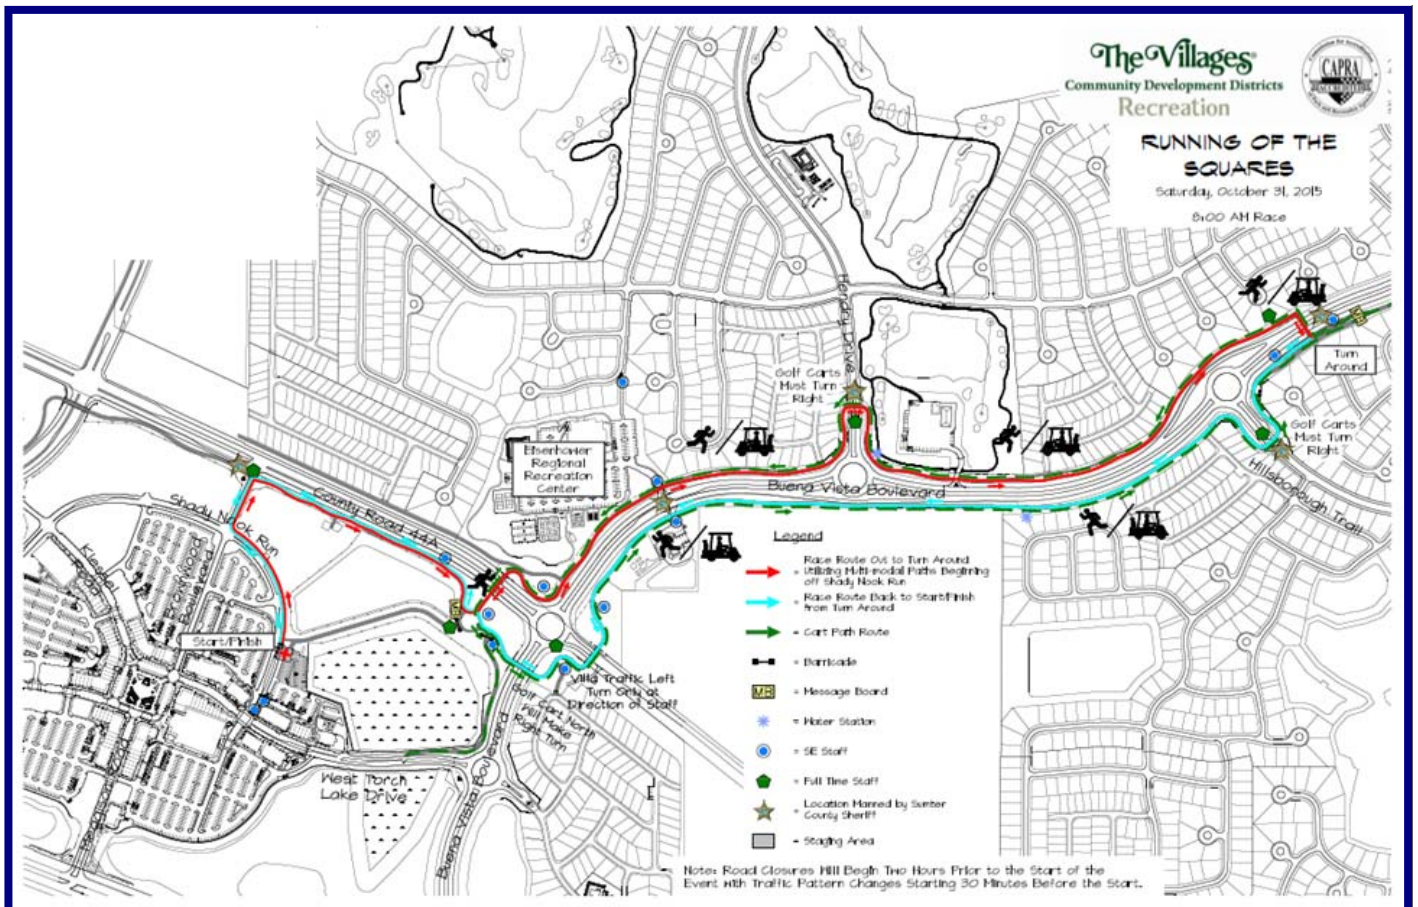 The Villages®
Community Development Districts
Recreation
CAPRA
ACCREDITED
RUNNING OF THE
SQUARES
Saturday, October 31, 2015
8:00 AM Race
Hendry Drive
Turn
Around
Golf Carts
Must Turn
Right
Golf Carts
Must Turn
Right
Hillsborough Trail
MB
Eisenhower
Regional
Recreation
Center
Buena Vista Boulevard
County Road 44A
Shady Nook Run
Start/Finish
MB
Villa Traffic Left
Turn Only at
Direction of Staff
Golf Cart North
Will Make
Right Turn
West Torch
Lake Drive
Buena Vista Boulevard
Legend
= Race Route Out to Turn Around
Utilizing Multi-modal Paths Beginning
off Shady Nook Run
= Race Route Back to Start/Finish
from Turn Around
= Cart Path Route
= Barricade
MB = Message Board
= Water Station
= SE Staff
= Full Time Staff
= Location Manned by Sumter
County Sheriff
= Staging Area
Note: Road Closures Will Begin Two Hours Prior to the Start of the
Event with Traffic Pattern Changes Starting 30 Minutes Before the Start.